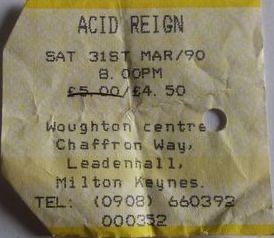 ACID REIGN
SAT 31ST MAR/90
8.00PM
£5.00/£4.50
Woughton centre
Chaffron Way,
Leadenhall,
Milton Keynes.
TEL: (0908) 660392
000352